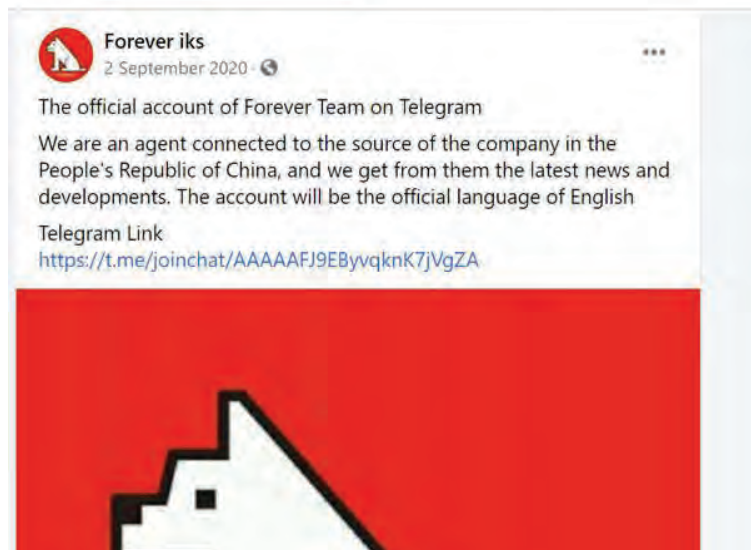 Forever iks
2 September 2020 ·
The official account of Forever Team on Telegram
We are an agent connected to the source of the company in the
People's Republic of China, and we get from them the latest news and
developments. The account will be the official language of English
Telegram Link
https://t.me/joinchat/AAAAAFJ9EByvqknK7jVgZA